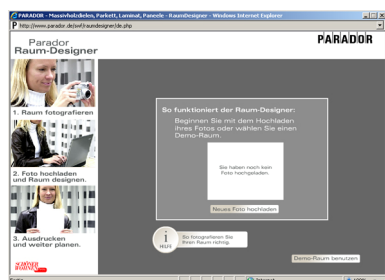 PARADOR - Massivholzdielen, Parkett, Laminat, Paneele - RaumDesigner - Windows Internet Explorer
http://www.parador.de/swf/raumdesigner/de.php
Parador
Raum-Designer
PARADOR
1. Raum fotografieren
2. Foto hochladen
und Raum designen.
3. Ausdrucken
und weiter planen.
SCHÖNER
WOHNEN
So funktioniert der Raum-Designer:
Beginnen Sie mit dem Hochladen
ihres Fotos oder wählen Sie einen
Demo-Raum.
Sie haben noch kein
Foto hochgeladen
Neues Foto hochladen
So fotografieren Sie
Ihren Raum richtig.
Demo-Raum benutzen
Internet
100%